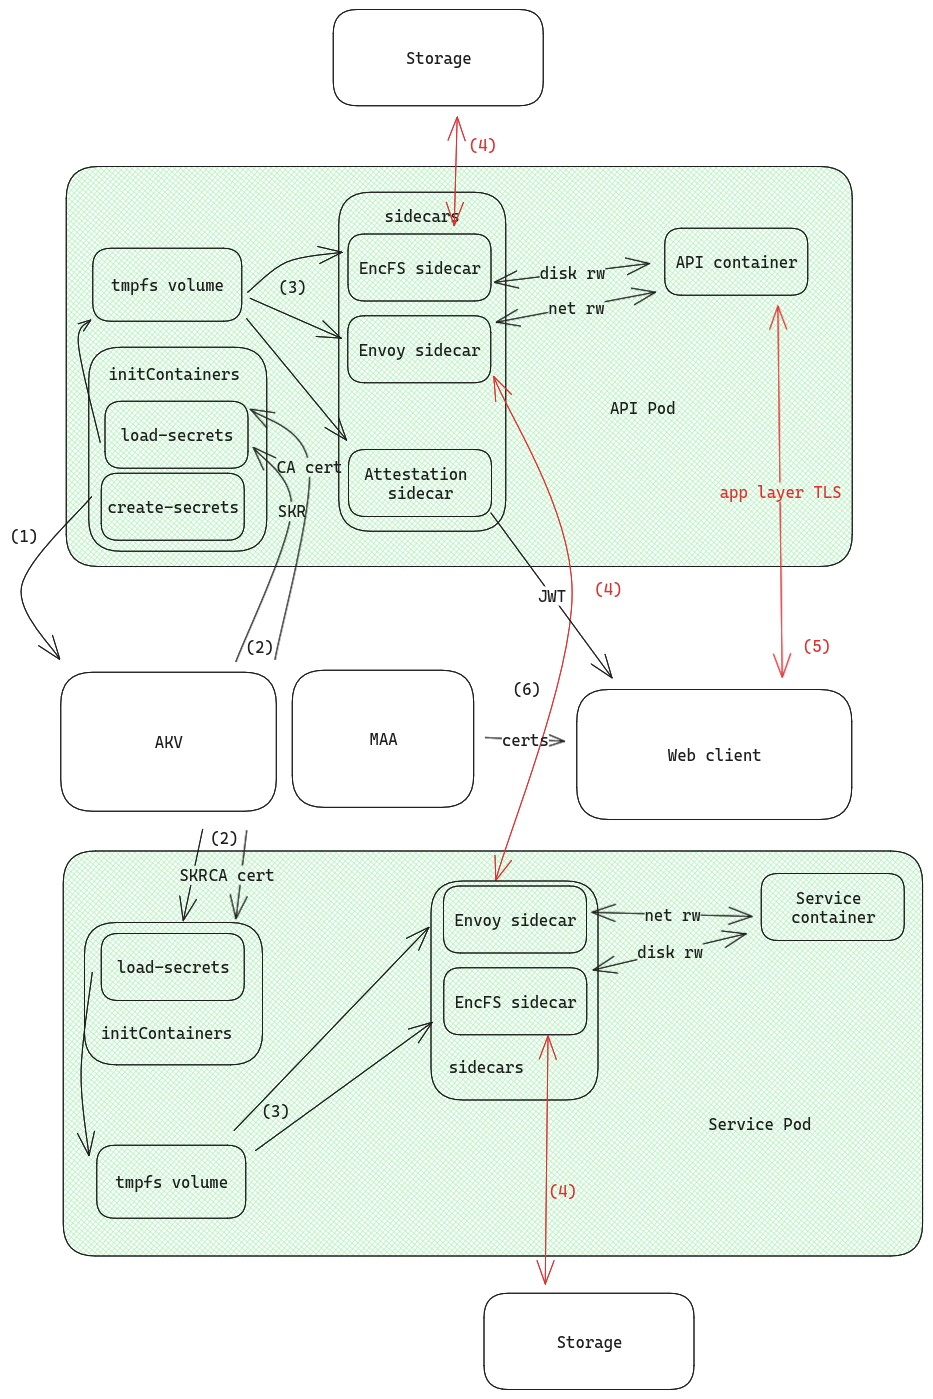 Storage
(4)
sidecars
EncFS sidecar
disk rw
API container
tmpfs volume
(3)
net rw
Envoy sidecar
initContainers
API Pod
load-secrets
CA cert
Attestation
sidecar
app layer TLS
create-secrets
SKR
(1)
(4)
JWT
(2)
(5)
(6)
AKV
MAA
certs
Web client
(2)
SKR
CA cert
Envoy sidecar
net rw
Service
container
disk rw
load-secrets
EncFS sidecar
initContainers
sidecars
(3)
Service Pod
tmpfs volume
(4)
Storage